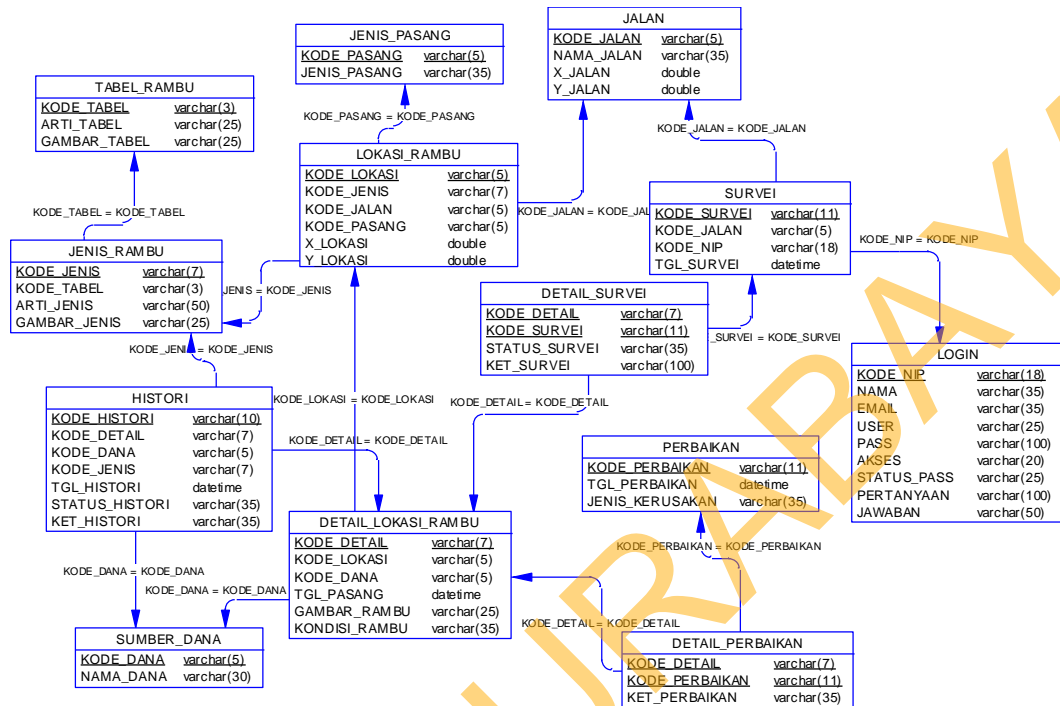 JENIS_PASANG
KODE_PASANG varchar(5)
JENIS_PASANG varchar(35)
JALAN
KODE_JALAN varchar(5)
NAMA_JALAN varchar(35)
X_JALAN double
Y_JALAN double
TABEL_RAMBU
KODE_TABEL varchar(3)
ARTI_TABEL varchar(25)
GAMBAR_TABEL varchar(25)
KODE_PASANG = KODE_PASANG
KODE_JALAN = KODE_JALAN
LOKASI_RAMBU
KODE_LOKASI varchar(5)
KODE_JENIS varchar(7)
KODE_JALAN varchar(5)
KODE_PASANG varchar(5)
X_LOKASI double
Y_LOKASI double
KODE_JALAN = KODE_JAL
SURVEI
KODE_SURVEI varchar(11)
KODE_JALAN varchar(5)
KODE_NIP varchar(18)
TGL_SURVEI datetime
KODE_NIP = KODE_NIP
KODE_TABEL = KODE_TABEL
JENIS_RAMBU
KODE_JENIS varchar(7)
KODE_TABEL varchar(3)
ARTI_JENIS varchar(50)
GAMBAR_JENIS varchar(25)
JENIS = KODE_JENIS
DETAIL_SURVEI
KODE_DETAIL varchar(7)
KODE_SURVEI varchar(11)
STATUS_SURVEI varchar(35)
KET_SURVEI varchar(100)
_SURVEI = KODE_SURVEI
LOGIN
KODE_NIP varchar(18)
NAMA varchar(35)
EMAIL varchar(35)
USER varchar(25)
PASS varchar(100)
AKSES varchar(20)
STATUS_PASS varchar(25)
PERTANYAAN varchar(100)
JAWABAN varchar(50)
KODE_JENIS = KODE_JENIS
HISTORI
KODE_HISTORI varchar(10)
KODE_DETAIL varchar(7)
KODE_DANA varchar(5)
KODE_JENIS varchar(7)
TGL_HISTORI datetime
STATUS_HISTORI varchar(35)
KET_HISTORI varchar(35)
KODE_LOKASI = KODE_LOKASI
KODE_DETAIL = KODE_DETAIL
KODE_DETAIL = KODE_DETAIL
PERBAIKAN
KODE_PERBAIKAN varchar(11)
TGL_PERBAIKAN datetime
JENIS_KERUSAKAN varchar(35)
DETAIL_LOKASI_RAMBU
KODE_DETAIL varchar(7)
KODE_LOKASI varchar(5)
KODE_DANA varchar(5)
TGL_PASANG datetime
GAMBAR_RAMBU varchar(25)
KONDISI_RAMBU varchar(35)
KODE_PERBAIKAN = KODE_PERBAIKAN
KODE_DANA = KODE_DANA
KODE_DANA = KODE_DANA
KODE_DETAIL = KODE_DETAIL
SUMBER_DANA
KODE_DANA varchar(5)
NAMA_DANA varchar(30)
DETAIL_PERBAIKAN
KODE_DETAIL varchar(7)
KODE_PERBAIKAN varchar(11)
KET_PERBAIKAN varchar(35)
URABAY